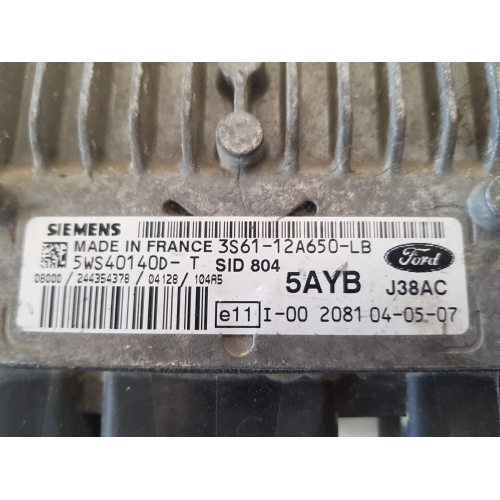 SIEMENS
MADE IN FRANCE 3S61-12A650-LB
5WS40140D-T SID 804
Ford
08000 / 244354378 / 04128 / 104A5
5AYB J38AC
e11 I-00 2081 04-05-07